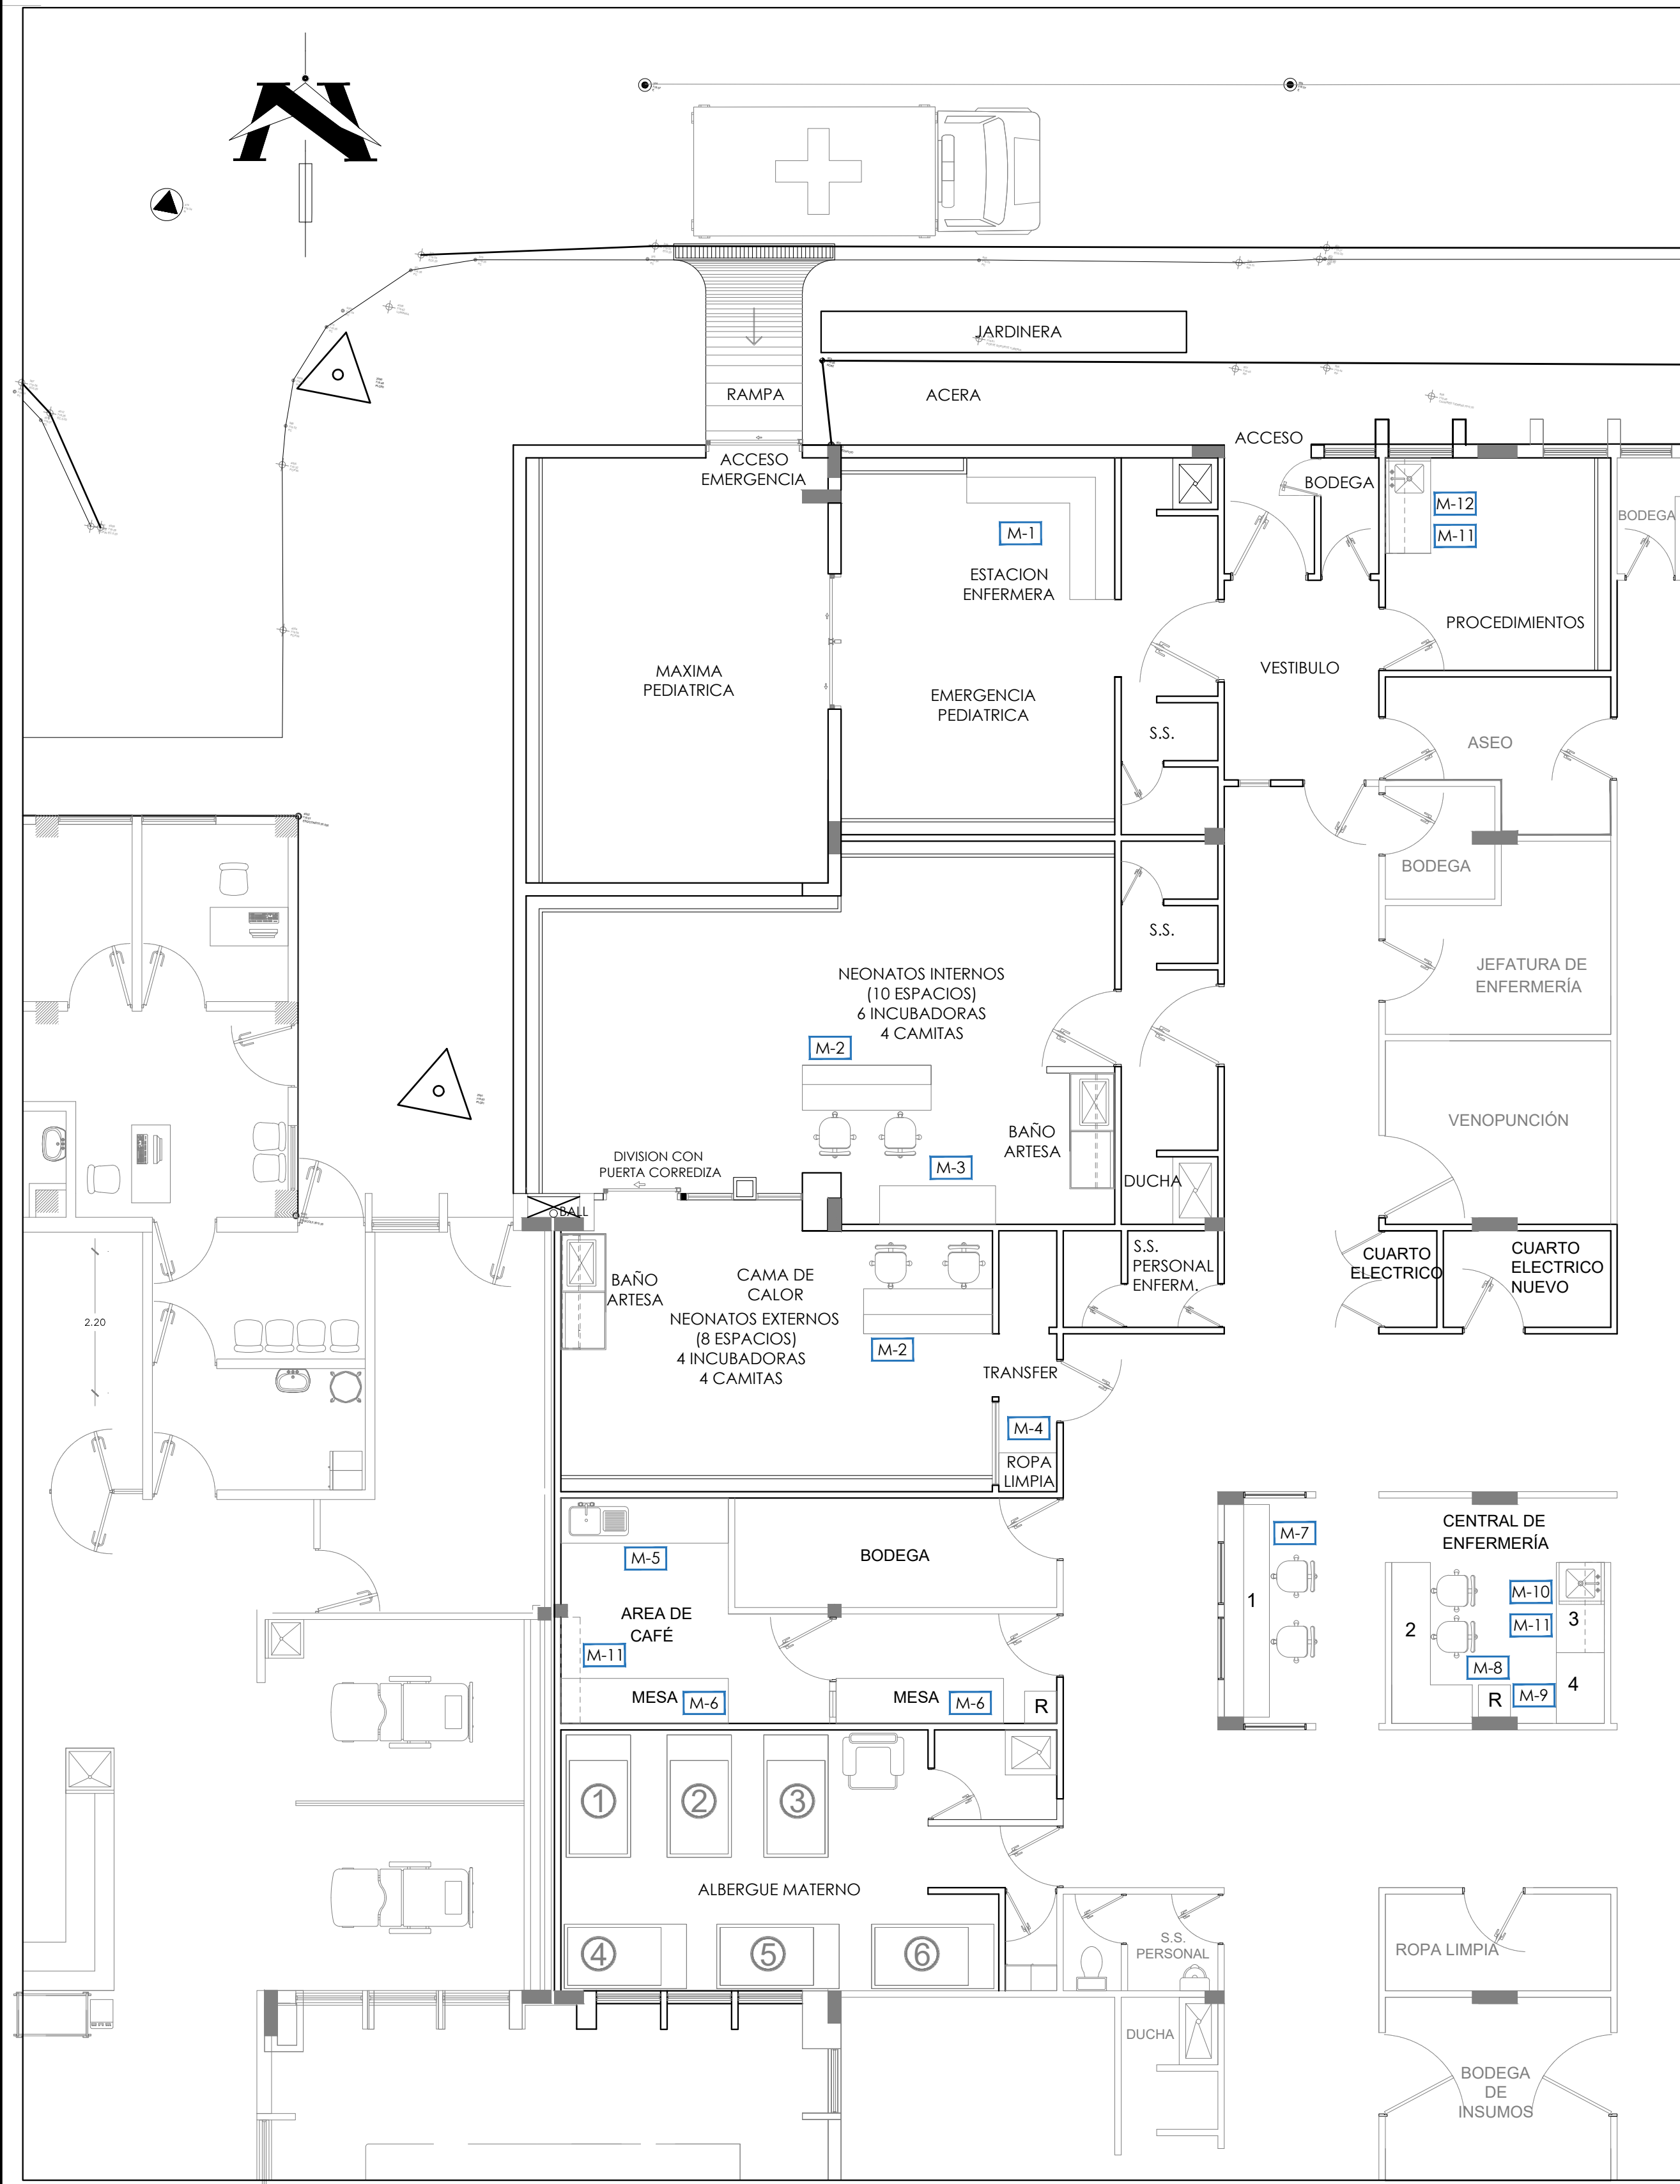 N
JARDINERA
RAMPA
ACERA
ACCESO
EMERGENCIA
ACCESO
BODEGA
M-12
M-11
BODEGA
M-1
ESTACION
ENFERMERA
PROCEDIMIENTOS
MAXIMA
PEDIATRICA
EMERGENCIA
PEDIATRICA
VESTIBULO
S.S.
ASEO
BODEGA
S.S.
NEONATOS INTERNOS
(10 ESPACIOS)
6 INCUBADORAS
4 CAMITAS
JEFATURA DE
ENFERMERÍA
M-2
VENOPUNCIÓN
BAÑO
ARTESA
DIVISION CON
PUERTA CORREDIZA
M-3
DUCHA
BALL
S.S.
PERSONAL
ENFERM.
CUARTO
ELECTRICO
CUARTO
ELECTRICO
NUEVO
BAÑO
ARTESA
CAMA DE
CALOR
NEONATOS EXTERNOS
(8 ESPACIOS)
4 INCUBADORAS
4 CAMITAS
2.20
M-2
TRANSFER
M-4
ROPA
LIMPIA
M-5
BODEGA
M-7
1
CENTRAL DE
ENFERMERÍA
M-10
M-11
3
2
M-8
R
M-9
4
AREA DE
CAFÉ
M-11
MESA
M-6
MESA
M-6
R
1
2
3
ALBERGUE MATERNO
4
5
6
S.S.
PERSONAL
ROPA LIMPIA
DUCHA
BODEGA
DE
INSUMOS